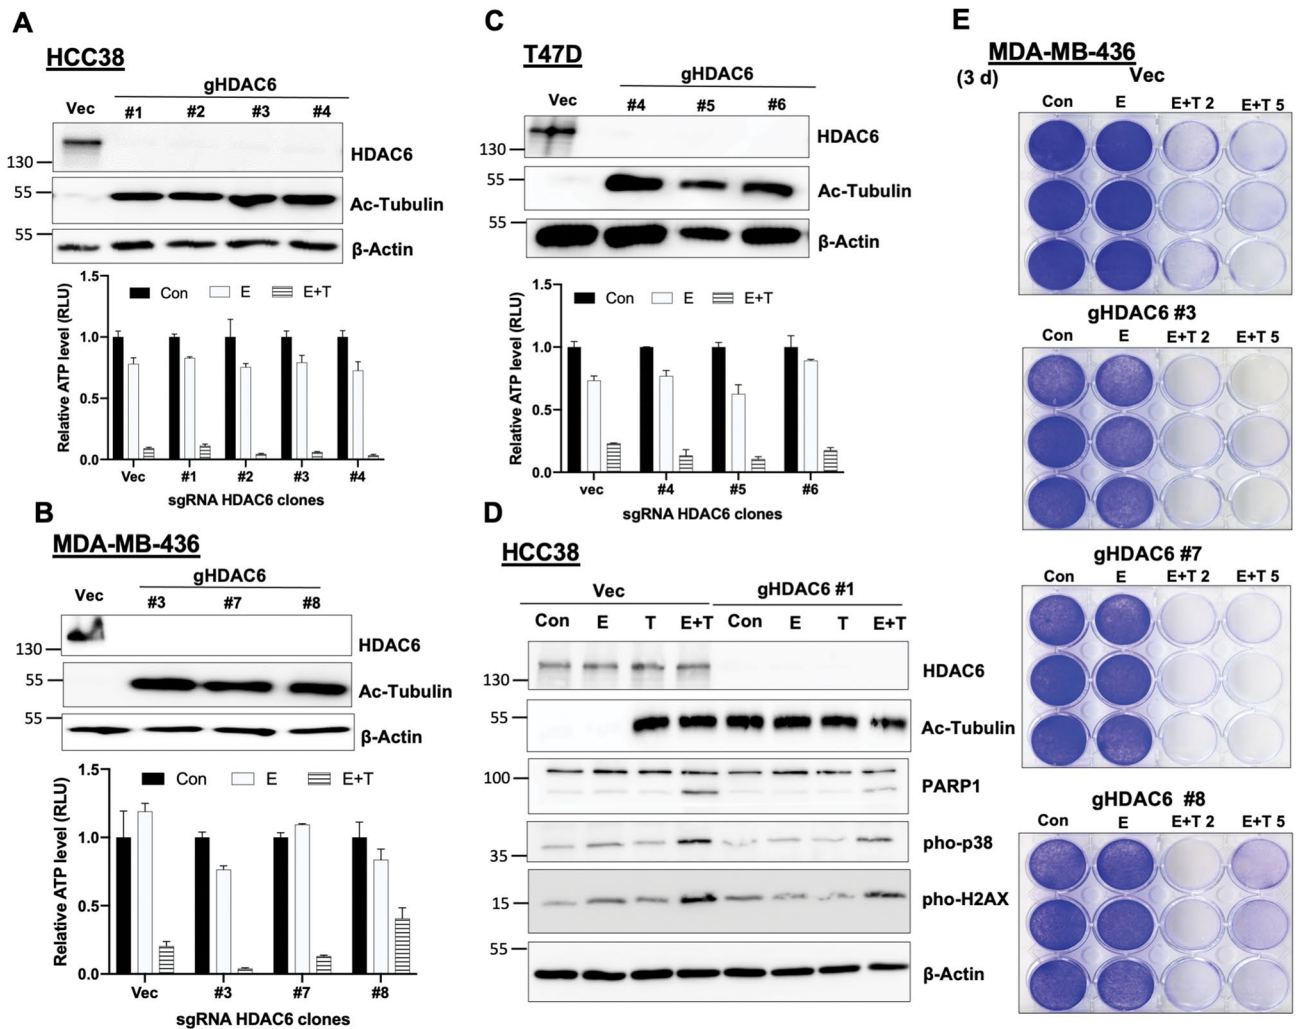 A
HCC38
gHDAC6
Vec #1 #2 #3 #4
HDAC6
130
55
Ac-Tubulin
55
β-Actin
1.5
Con E E+T
1.0
0.5
0.0
Relative ATP level (RLU)
Vec #1 #2 #3 #4
sgRNA HDAC6 clones
B
MDA-MB-436
gHDAC6
Vec #3 #7 #8
HDAC6
130
55
Ac-Tubulin
55
β-Actin
1.5
Con E E+T
1.0
0.5
0.0
Relative ATP level (RLU)
Vec #3 #7 #8
sgRNA HDAC6 clones
C
T47D
gHDAC6
Vec #4 #5 #6
HDAC6
130
55
Ac-Tubulin
55
β-Actin
1.5
Con E E+T
1.0
0.5
0.0
Relative ATP level (RLU)
vec #4 #5 #6
sgRNA HDAC6 clones
D
HCC38
Vec gHDAC6 #1
Con E T E+T Con E T E+T
HDAC6
130
55
Ac-Tubulin
100
PARP1
pho-p38
35
15
pho-H2AX
55
β-Actin
E
MDA-MB-436
(3 d) Vec
Con E E+T 2 E+T 5
gHDAC6 #3
Con E E+T 2 E+T 5
gHDAC6 #7
Con E E+T 2 E+T 5
gHDAC6 #8
Con E E+T 2 E+T 5